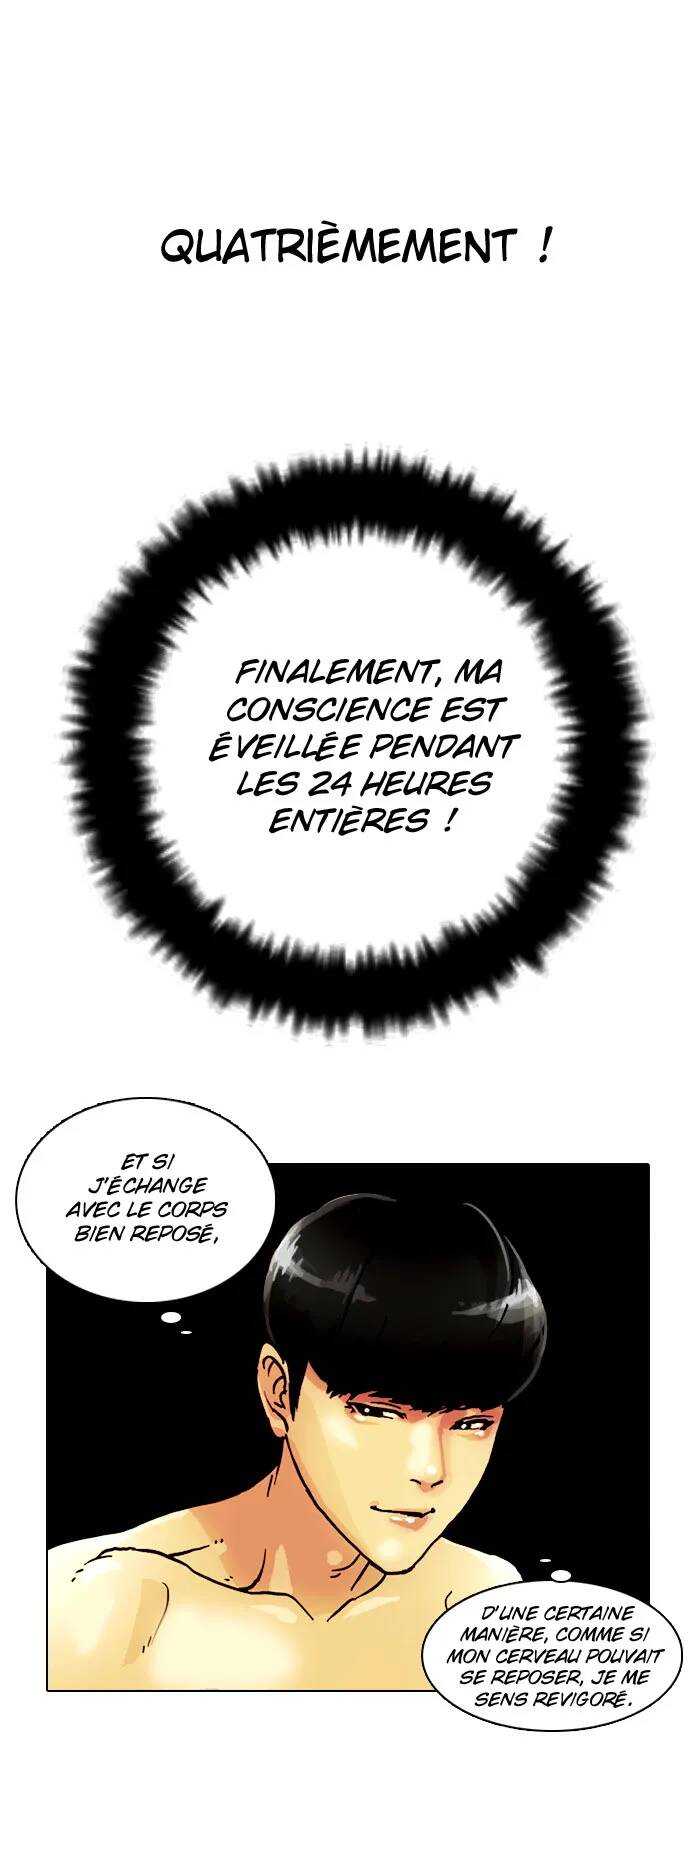 QUATRIÈMEMENT !
FINALEMENT, MA
CONSCIENCE EST
ÉVEILLÉE PENDANT
LES 24 HEURES
ENTIÈRES !
ET SI
J'ÉCHANGE
AVEC LE CORPS
BIEN REPOSÉ,
D'UNE CERTAINE
MANIÈRE, COMME SI
MON CERVEAU POUVAIT
SE REPOSER, JE ME
SENS REVIGORÉ.